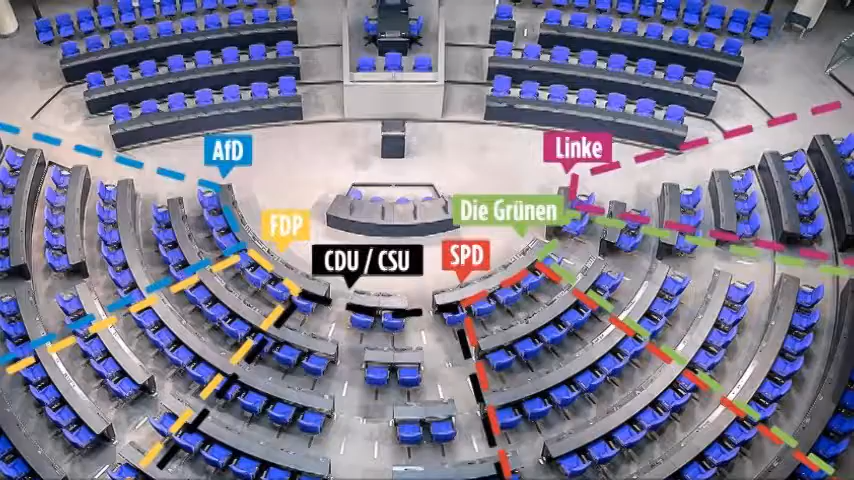 AfD
Linke
FDP
Die Grünen
CDU / CSU
SPD